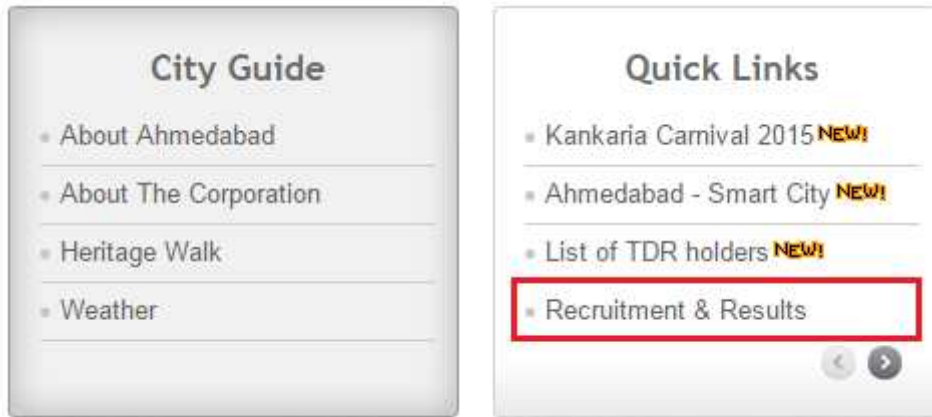 City Guide
About Ahmedabad
About The Corporation
Heritage Walk
Weather
Quick Links
Kankaria Carnival 2015 NEW!
Ahmedabad - Smart City NEW!
List of TDR holders NEW!
Recruitment & Results